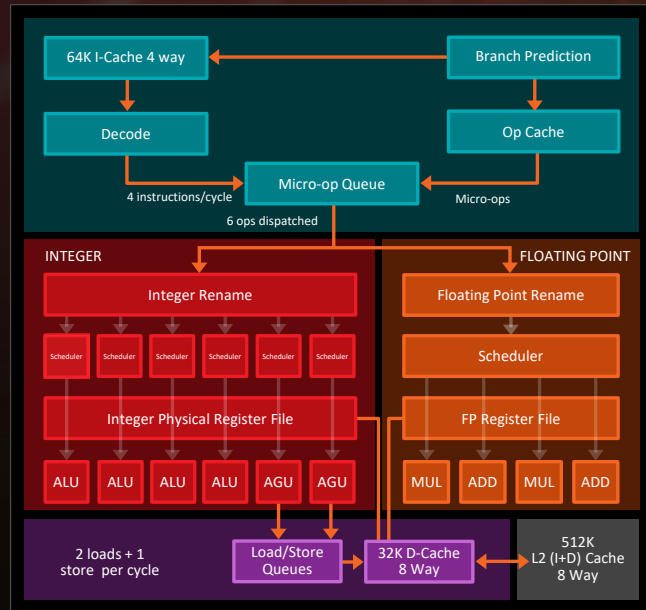 64K I-Cache 4 way
Branch Prediction
Decode
Op Cache
Micro-op Queue
4 instructions/cycle
Micro-ops
6 ops dispatched
INTEGER
FLOATING POINT
Integer Rename
Floating Point Rename
Scheduler
Scheduler
Scheduler
Scheduler
Scheduler
Scheduler
Scheduler
Integer Physical Register File
FP Register File
ALU
ALU
ALU
ALU
AGU
AGU
MUL
ADD
MUL
ADD
2 loads + 1
store per cycle
Load/Store
Queues
32K D-Cache
8 Way
512K
L2 (I+D) Cache
8 Way